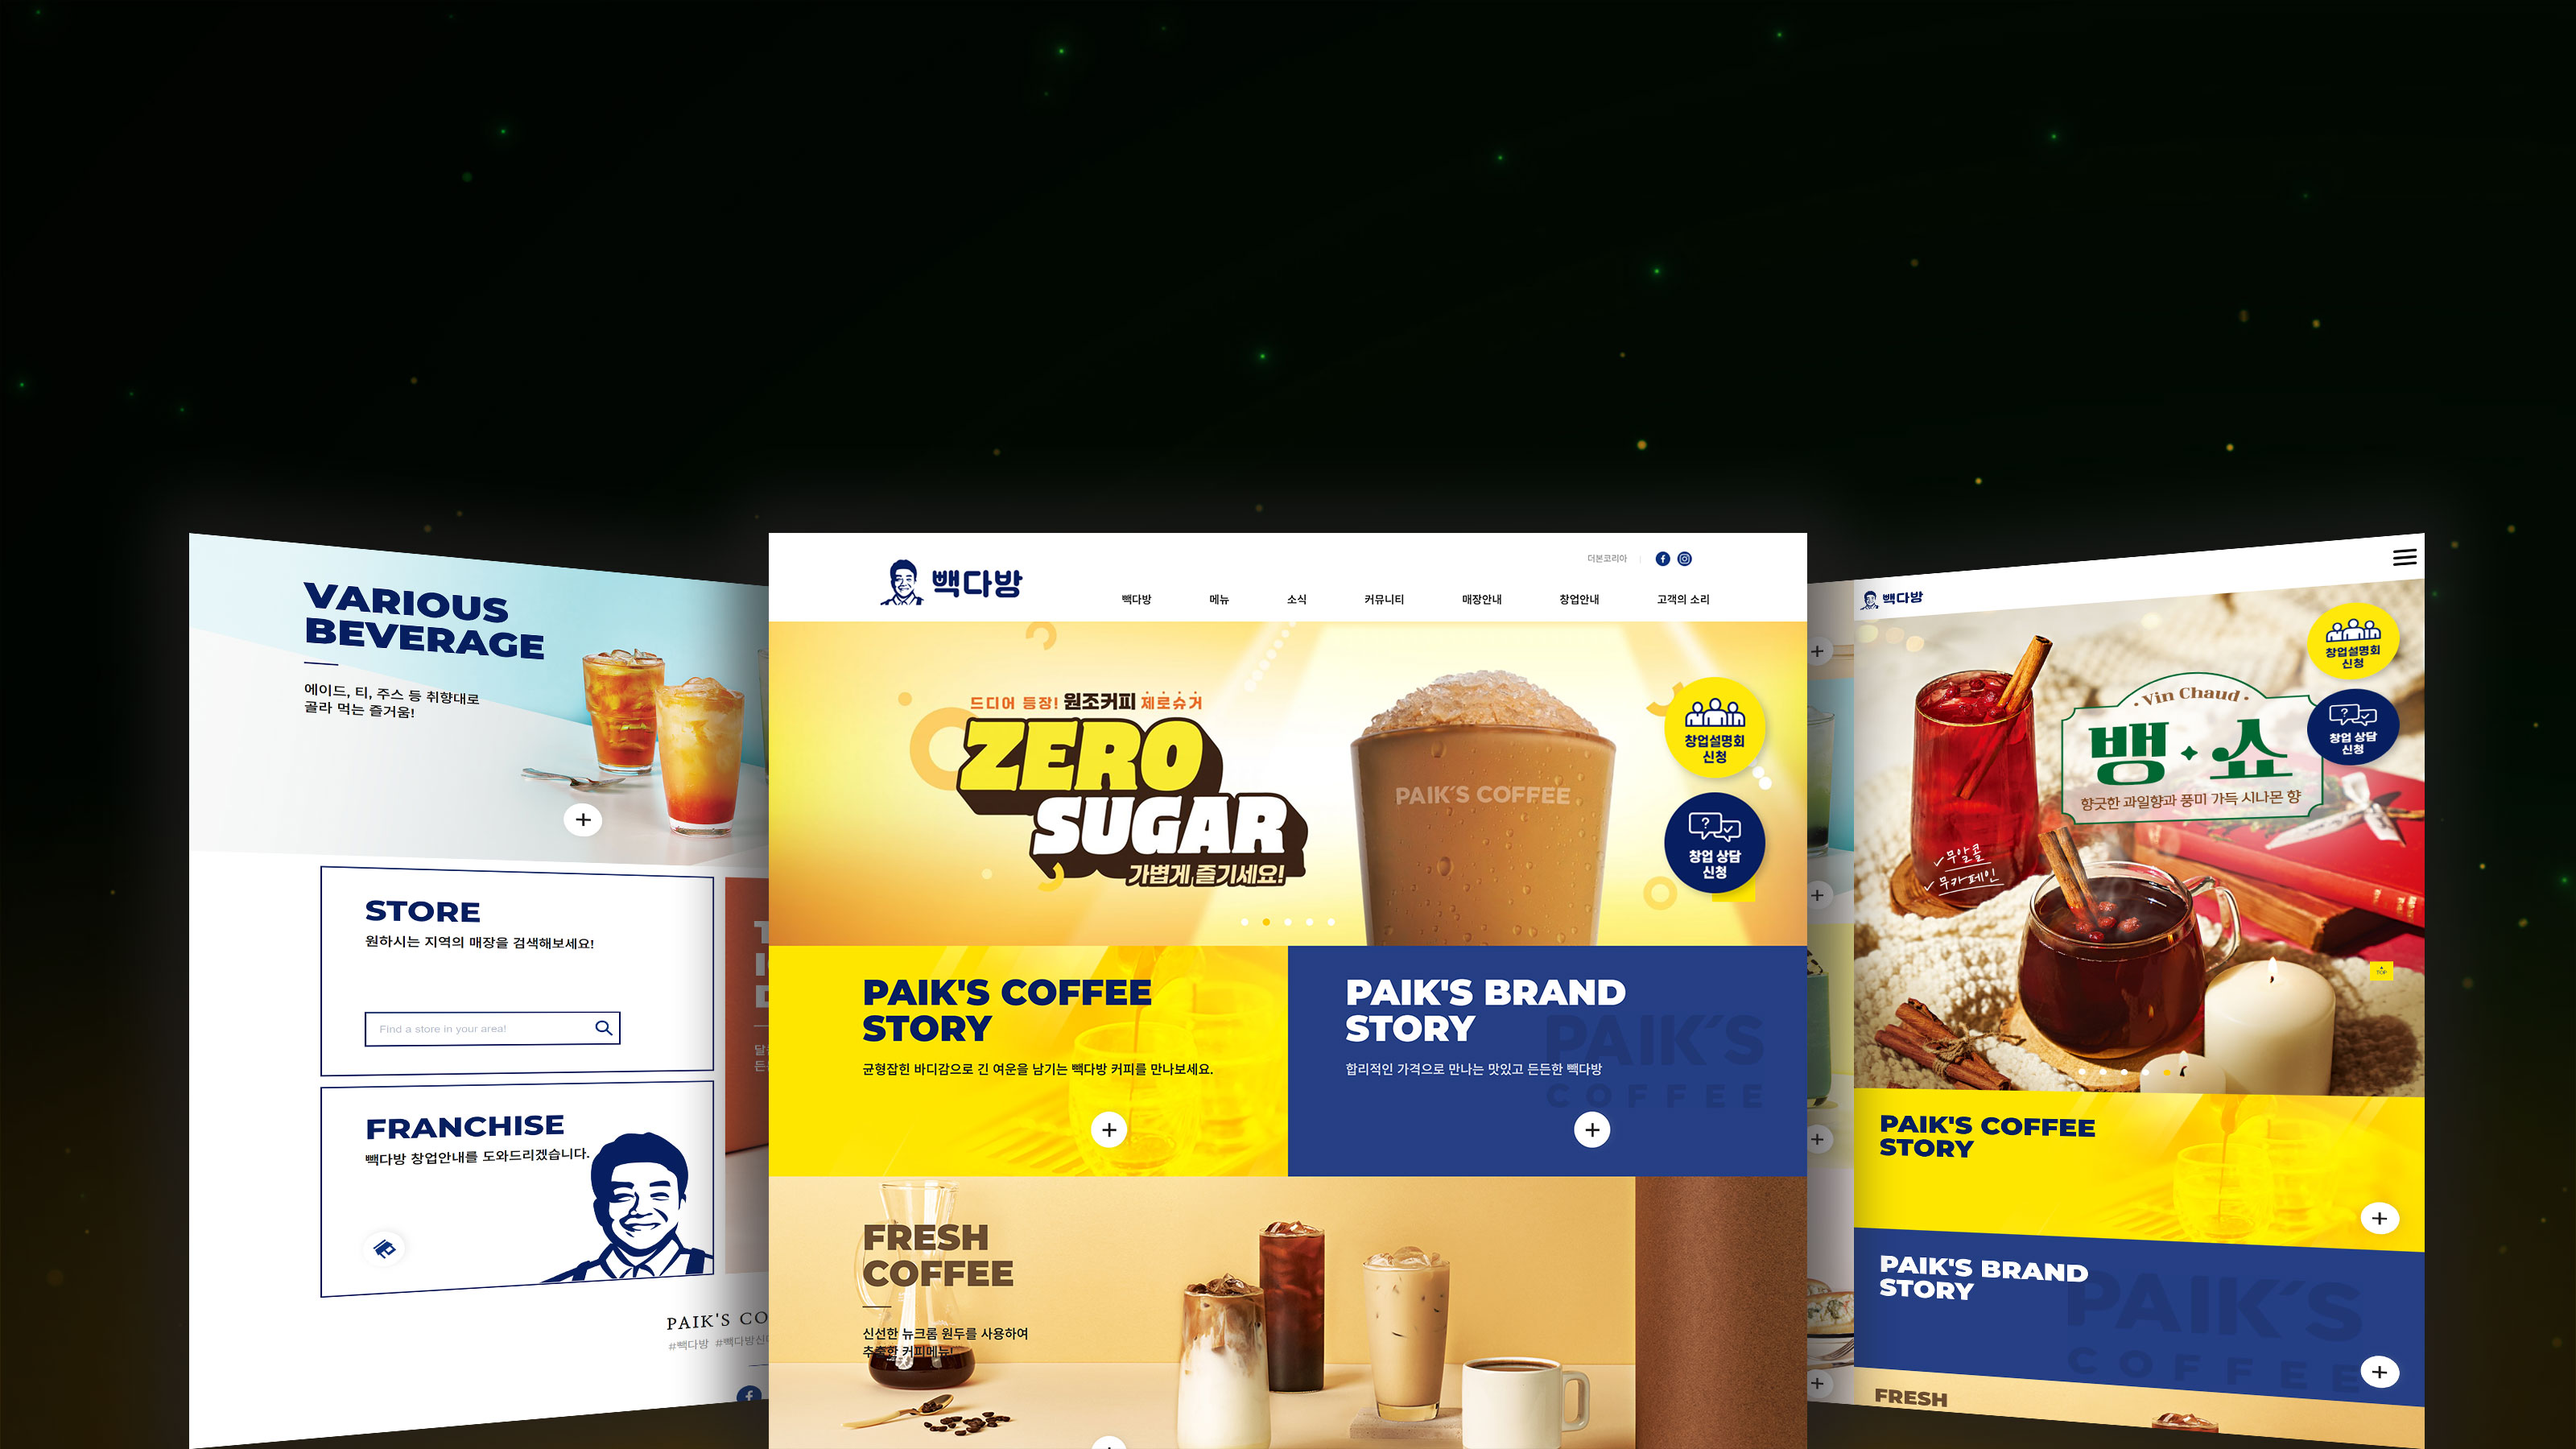 VARIOUS
BEVERAGE
에이드, 티, 주스 등 취향대로
골라 먹는 즐거움!
STORE
원하시는 지역의 매장을 검색해보세요!
Find a store in your area!
FRANCHISE
빽다방 창업안내를 도와드리겠습니다.
PAIK'S CO
#빽다방 #빽다방신
빽다방
더본코리아
빽다방 메뉴 소식 커뮤니티 매장안내 창업안내 고객의 소리
드디어 등장! 원조커피 제로슈거
ZERO
SUGAR
가볍게 즐기세요!
PAIK'S COFFEE
창업설명회
신청
창업 상담
신청
PAIK'S COFFEE
STORY
균형잡힌 바디감으로 긴 여운을 남기는 빽다방 커피를 만나보세요.
PAIK'S BRAND
STORY
합리적인 가격으로 만나는 맛있고 든든한 빽다방
PAIK'S
COFFEE
FRESH
COFFEE
신선한 뉴크롭 원두를 사용하여
추출한 커피메뉴!
빽다방
창업설명회
신청
창업 상담
신청
Vin Chaud
뱅·쇼
향긋한 과일향과 풍미 가득 시나몬 향
무알콜
무카페인
TOP
PAIK'S COFFEE
STORY
PAIK'S BRAND
STORY
PAIK'S
COFFEE
FRESH